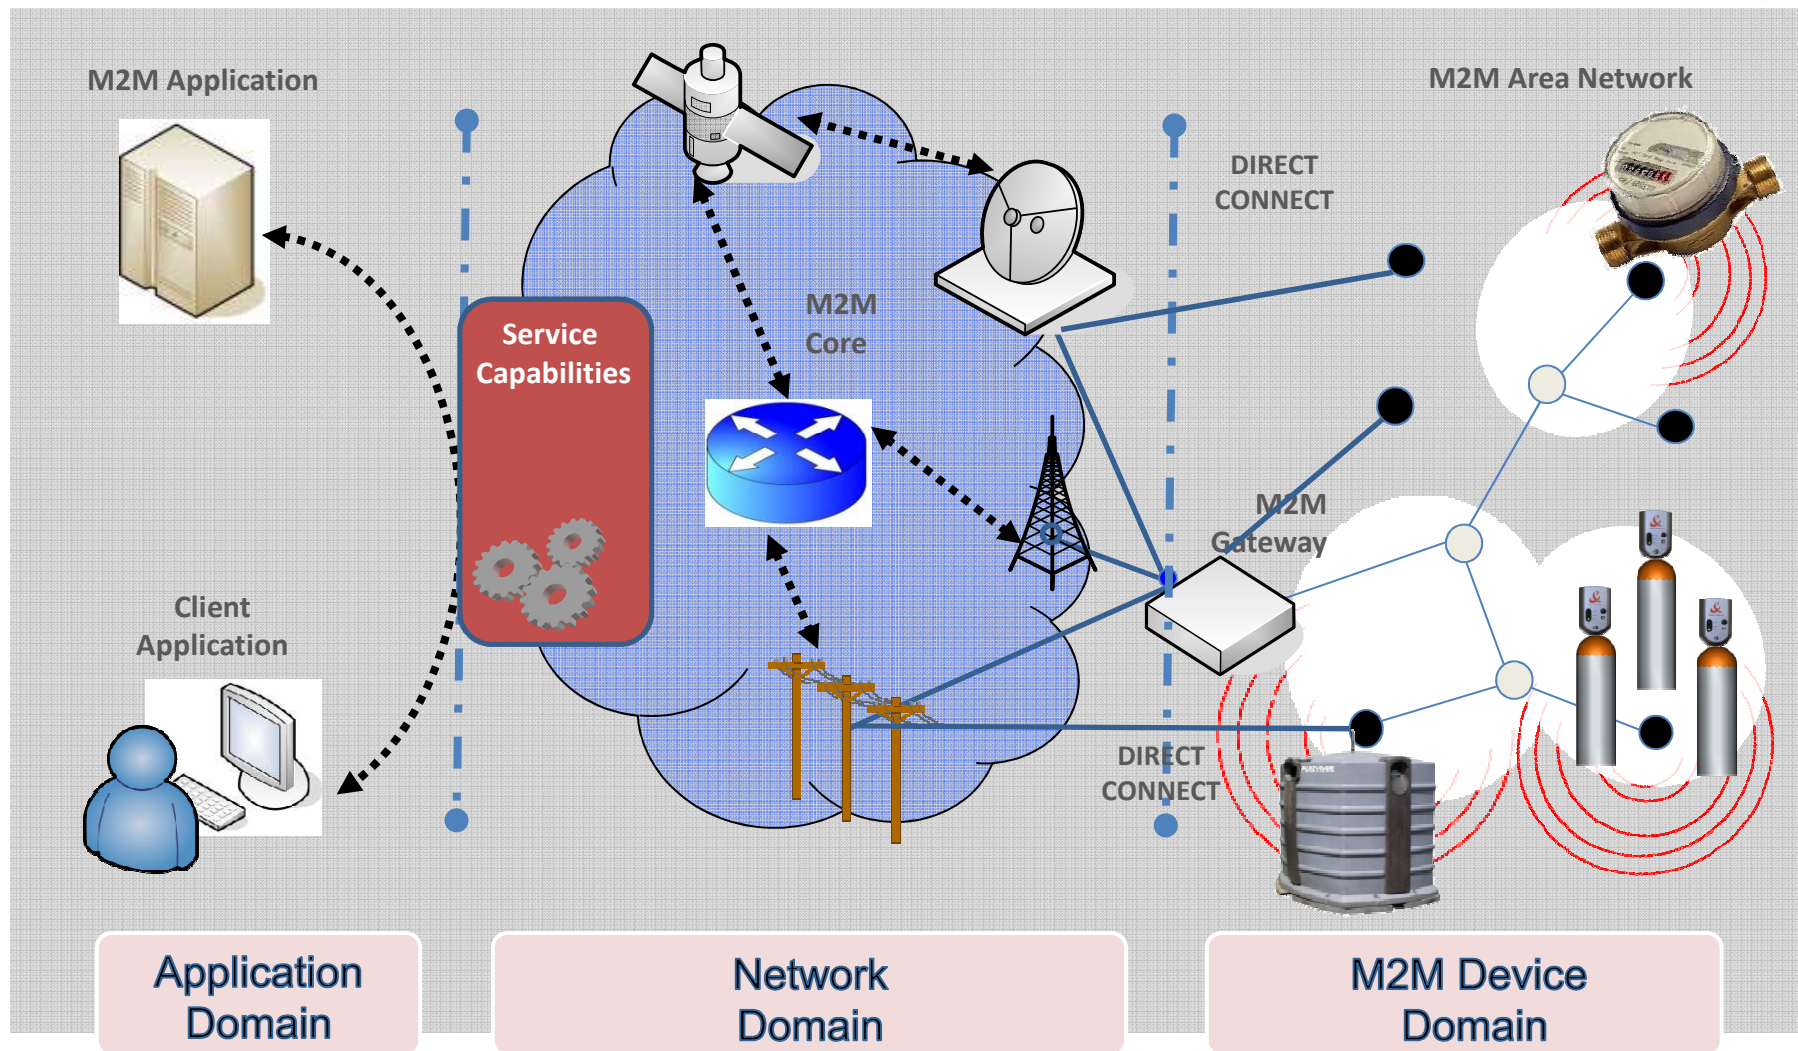 M2M Application
M2M Area Network
DIRECT
CONNECT
M2M
Core
Service
Capabilities
M2M
Gateway
Client
Application
DIRECT
CONNECT
Application
Domain
Network
Domain
M2M Device
Domain